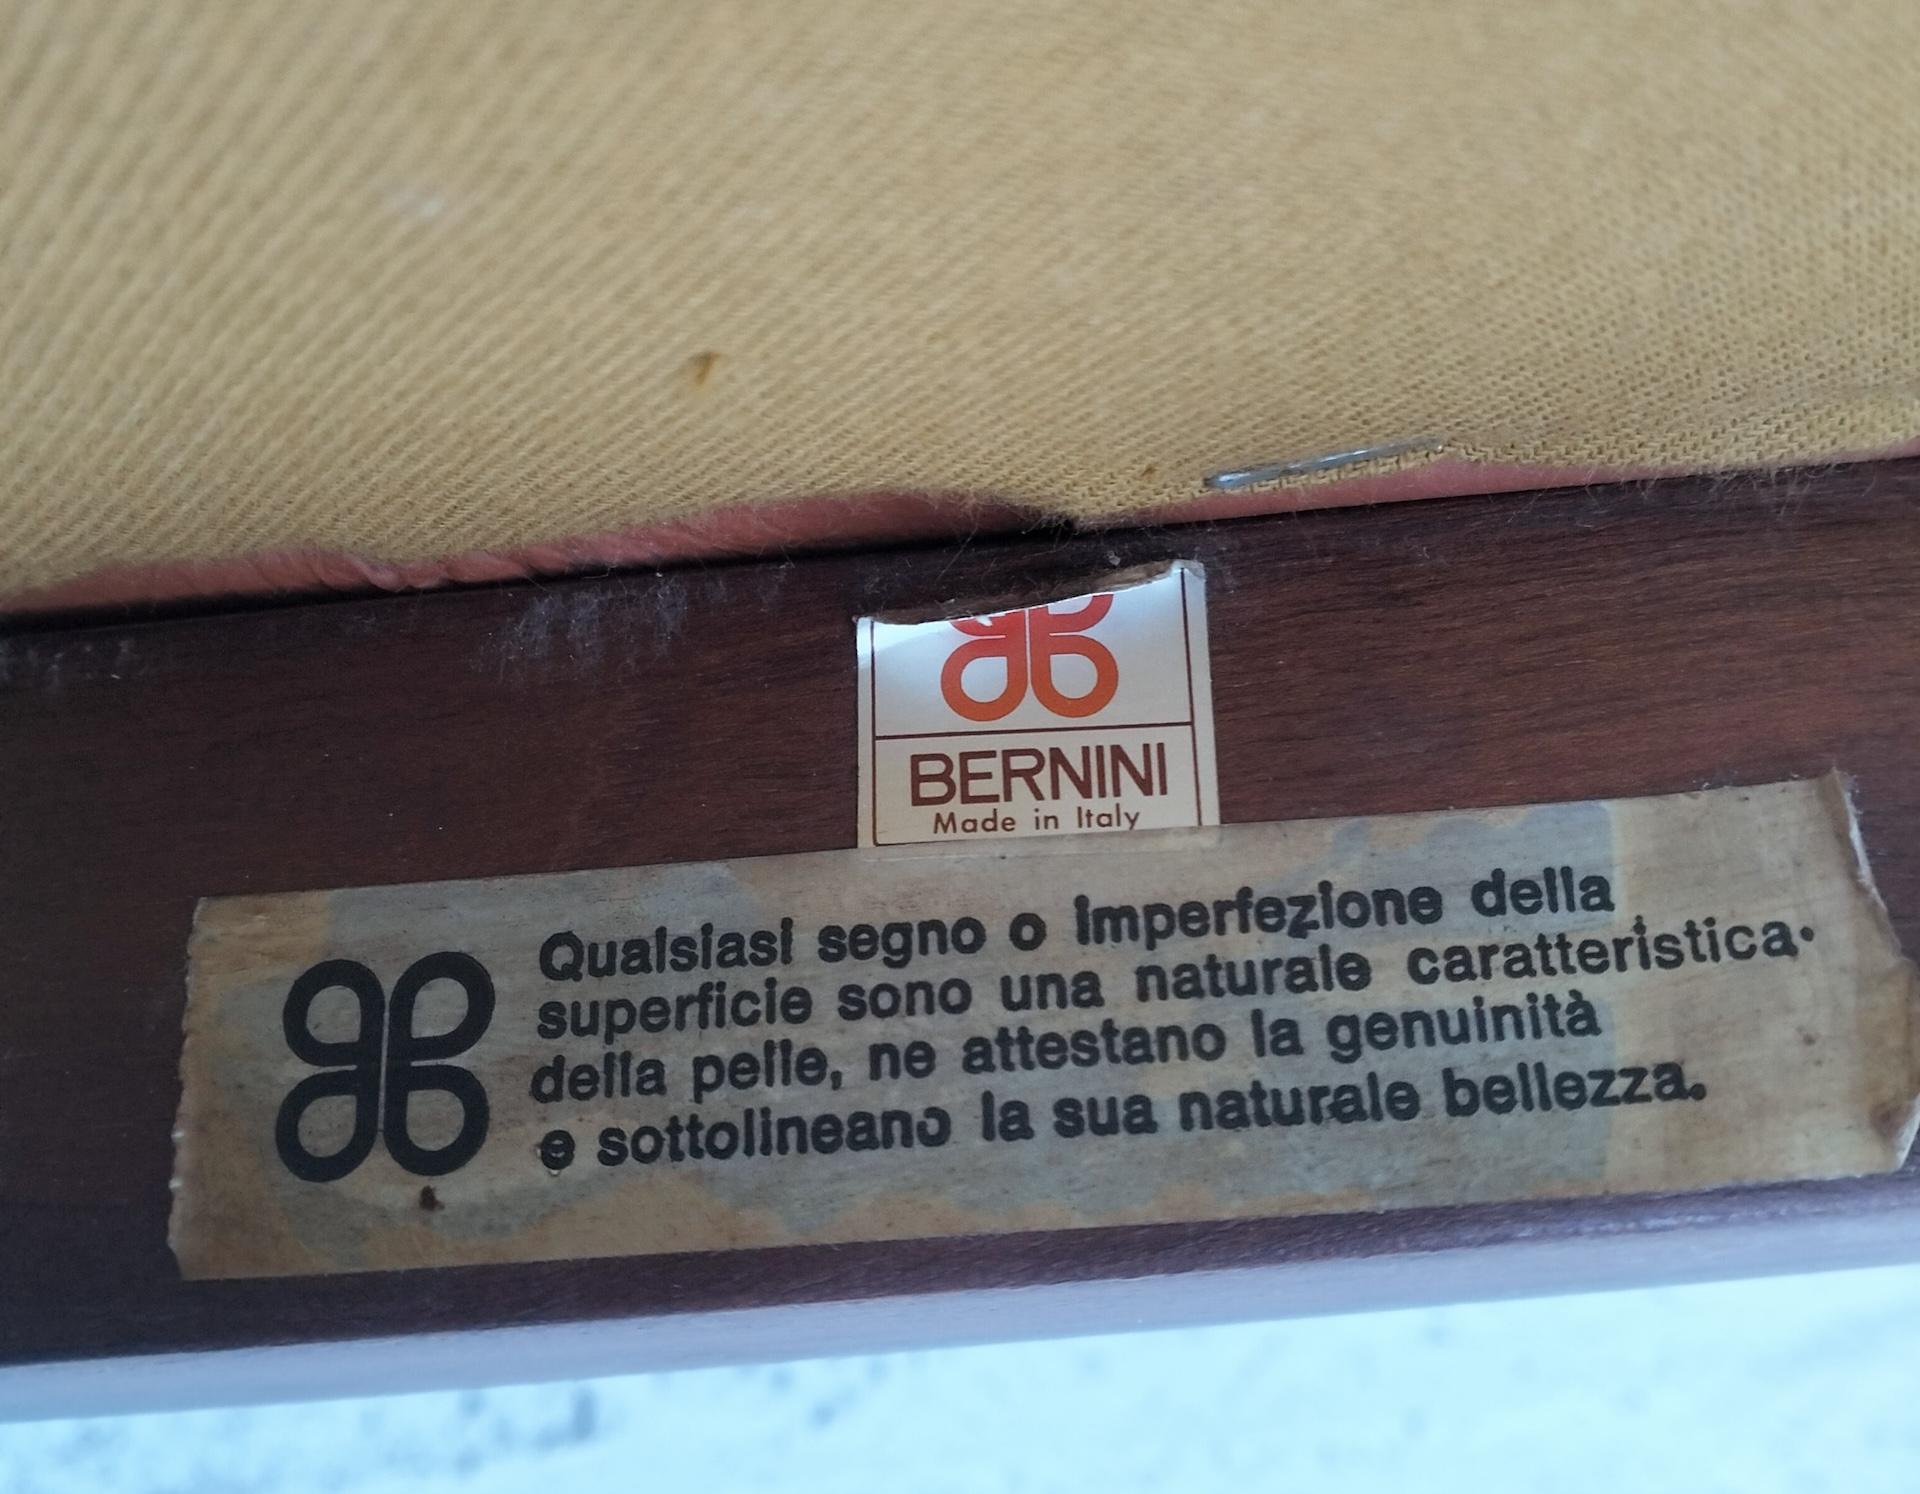 BERNINI
Made in Italy
Qualsiasi segno o imperfezione della
superficie sono una naturale caratteristica.
della pelle, ne attestano la genuinità
e sottolineano la sua naturale bellezza.